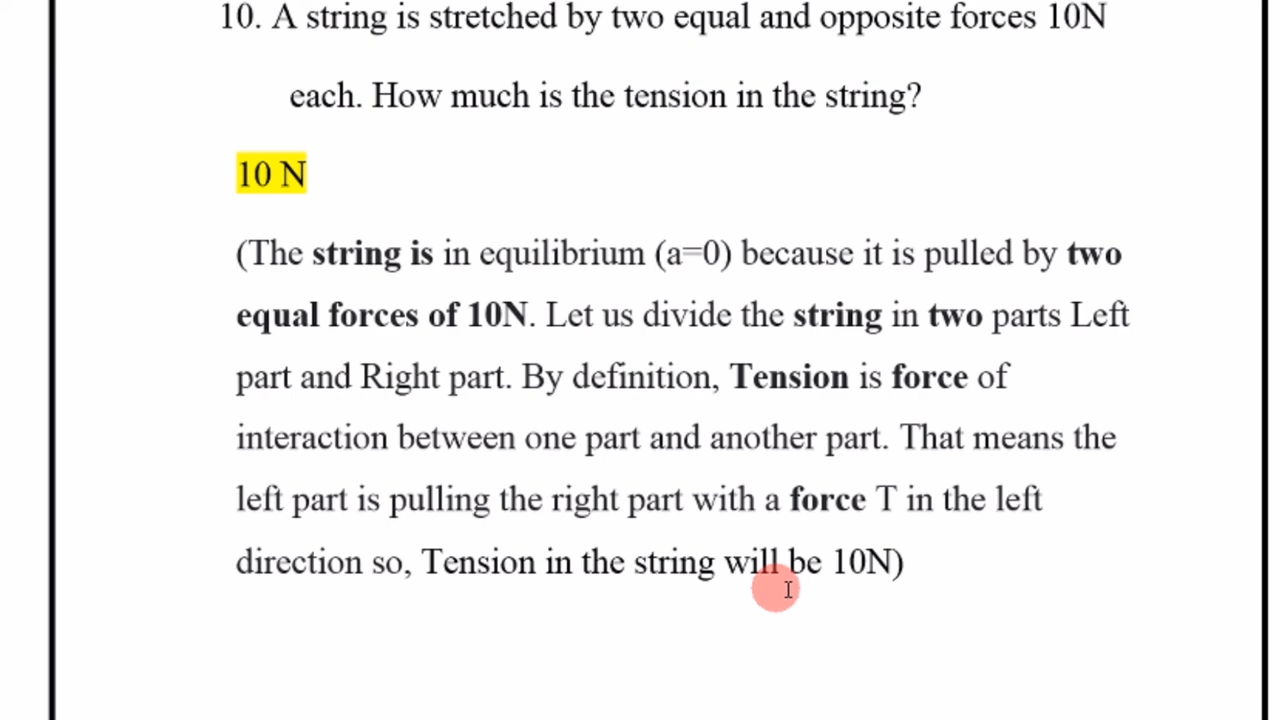 10. A string is stretched by two equal and opposite forces 10N
each. How much is the tension in the string?
10 N
(The string is in equilibrium (a=0) because it is pulled by two
equal forces of 10N. Let us divide the string in two parts Left
part and Right part. By definition, Tension is force of
interaction between one part and another part. That means the
left part is pulling the right part with a force T in the left
direction so, Tension in the string will be 10N)